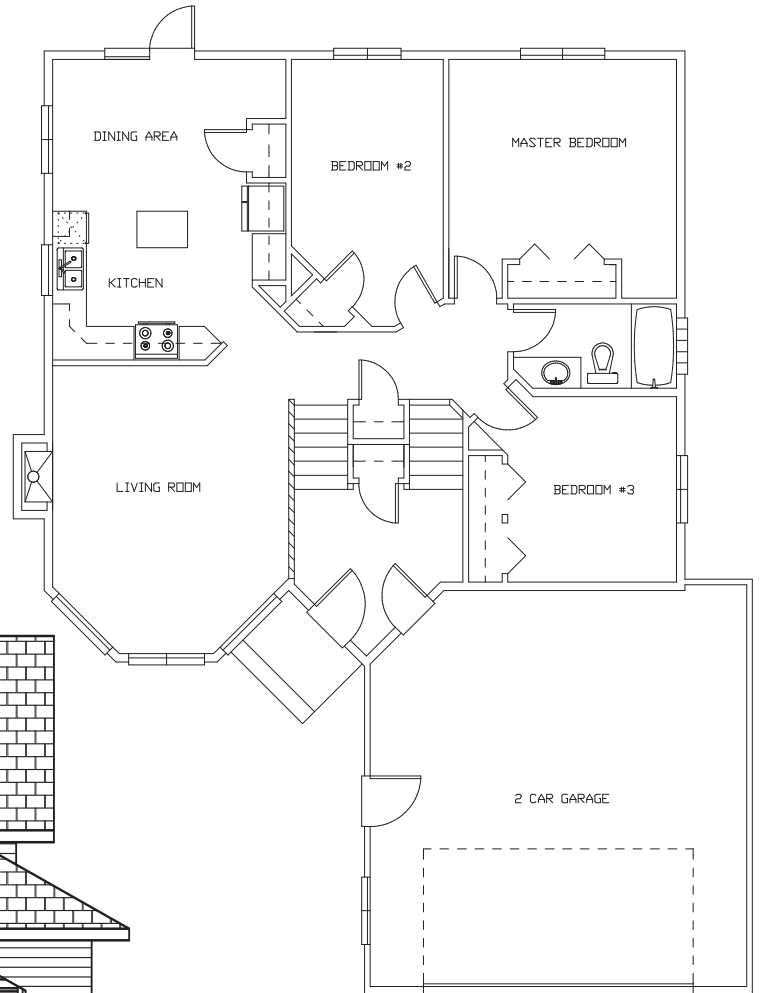 DINING AREA
MASTER BEDROOM
BEDROOM #2
KITCHEN
LIVING ROOM
BEDROOM #3
2 CAR GARAGE